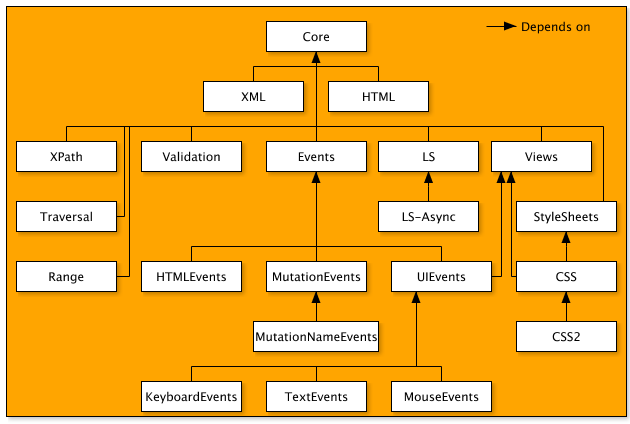 Core
Depends on
XML
HTML
XPath
Validation
Events
LS
Views
Traversal
LS-Async
StyleSheets
Range
HTMLEvents
MutationEvents
UIEvents
CSS
MutationNameEvents
CSS2
KeyboardEvents
TextEvents
MouseEvents